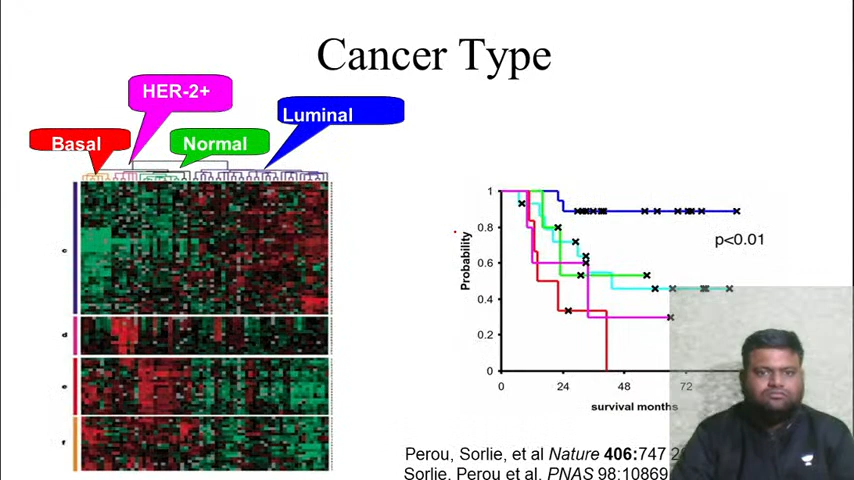 Cancer Type
HER-2+
Luminal
Basal
Normal
c
d
e
f
1
0.8
0.6
0.4
0.2
0
Probability
p<0.01
0 24 48 72
survival months
Perou, Sorlie, et al Nature 406:747
Sorlie, Perou et al, PNAS 98:10869